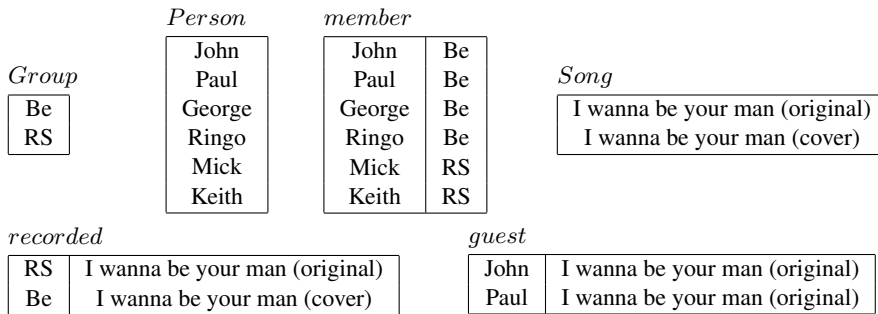 Person member
John John Be
Group Paul Paul Be Song
Be George George Be I wanna be your man (original)
RS Ringo Ringo Be I wanna be your man (cover)
Mick Mick RS
Keith Keith RS
recorded guest
RS I wanna be your man (original) John I wanna be your man (original)
Be I wanna be your man (cover) Paul I wanna be your man (original)